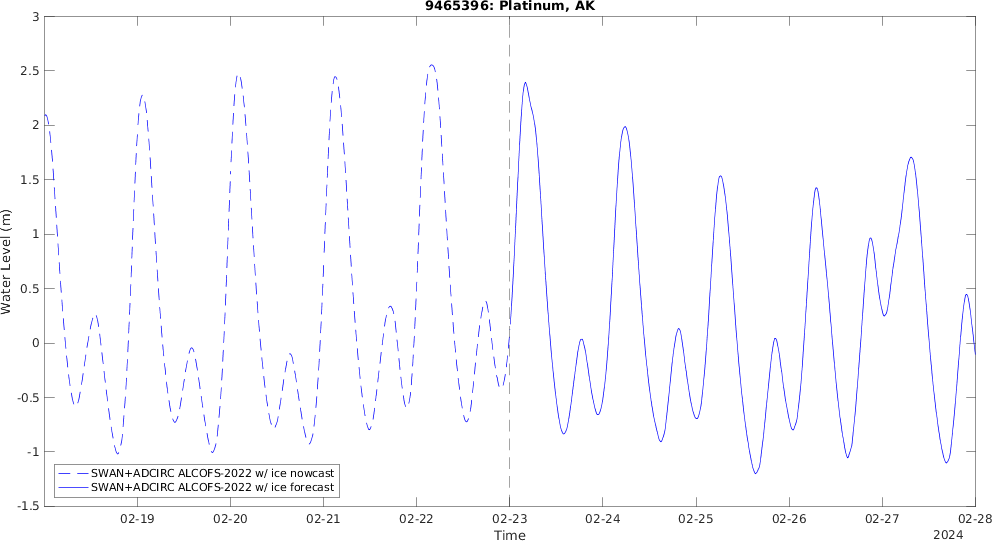 9465396: Platinum, AK
3
2.5
2
1.5
1
0.5
0
-0.5
-1
-1.5
Water Level (m)
SWAN+ADCIRC ALCOFS-2022 w/ ice nowcast
SWAN+ADCIRC ALCOFS-2022 w/ ice forecast
02-19 02-20 02-21 02-22 02-23 02-24 02-25 02-26 02-27 02-28
Time 2024